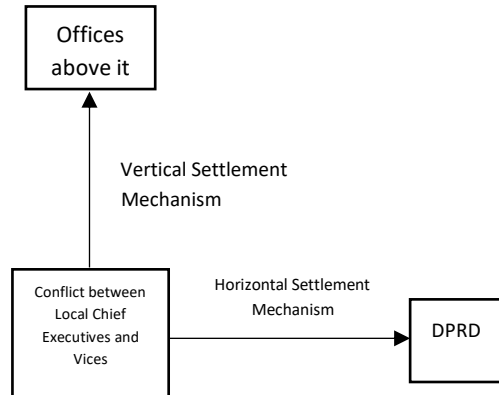 Offices
above it
Vertical Settlement
Mechanism
Conflict between
Local Chief
Executives and
Vices
Horizontal Settlement
Mechanism
DPRD